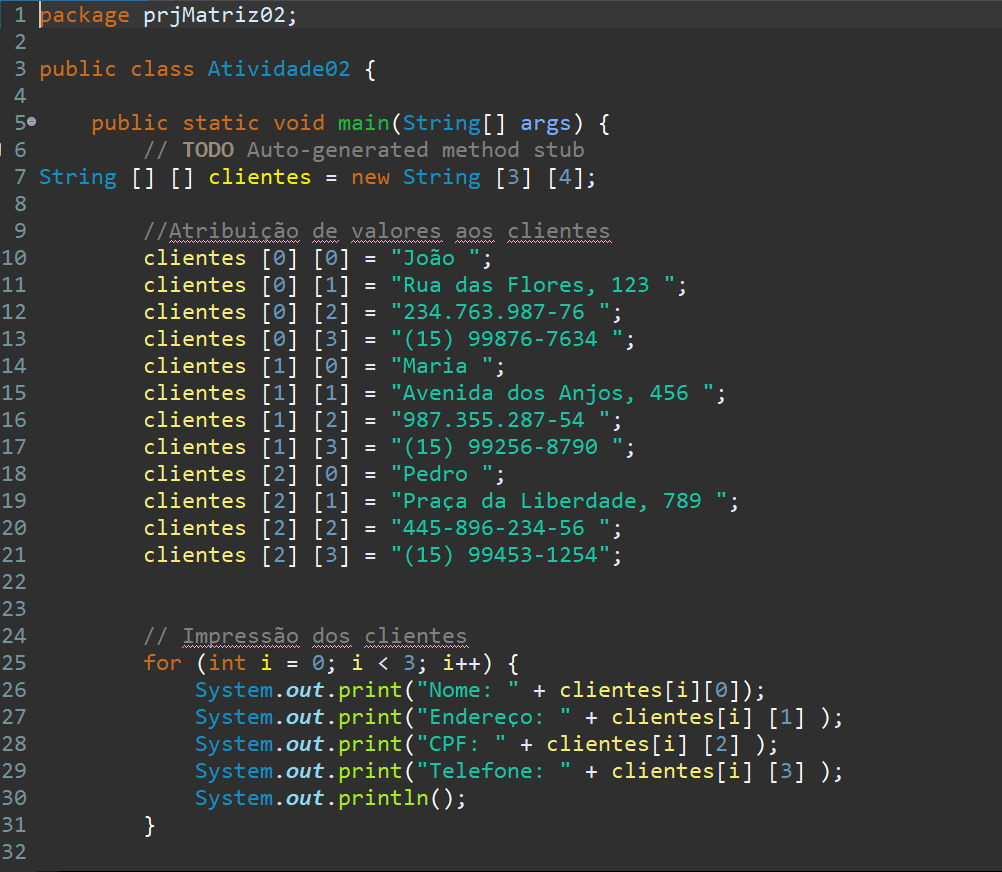 1 package prjMatriz02;
2
3 public class Atividade02 {
4
5     public static void main(String[] args) {
6         // TODO Auto-generated method stub
7 String [] [] clientes = new String [3] [4];
8
9         //Atribuição de valores aos clientes
10         clientes [0] [0] = "João ";
11         clientes [0] [1] = "Rua das Flores, 123 ";
12         clientes [0] [2] = "234.763.987-76 ";
13         clientes [0] [3] = "(15) 99876-7634 ";
14         clientes [1] [0] = "Maria ";
15         clientes [1] [1] = "Avenida dos Anjos, 456 ";
16         clientes [1] [2] = "987.355.287-54 ";
17         clientes [1] [3] = "(15) 99256-8790 ";
18         clientes [2] [0] = "Pedro ";
19         clientes [2] [1] = "Praça da Liberdade, 789 ";
20         clientes [2] [2] = "445-896-234-56 ";
21         clientes [2] [3] = "(15) 99453-1254";
22
23
24         // Impressão dos clientes
25         for (int i = 0; i < 3; i++) {
26             System.out.print("Nome: " + clientes[i][0]);
27             System.out.print("Endereço: " + clientes[i] [1] );
28             System.out.print("CPF: " + clientes[i] [2] );
29             System.out.print("Telefone: " + clientes[i] [3] );
30             System.out.println();
31         }
32